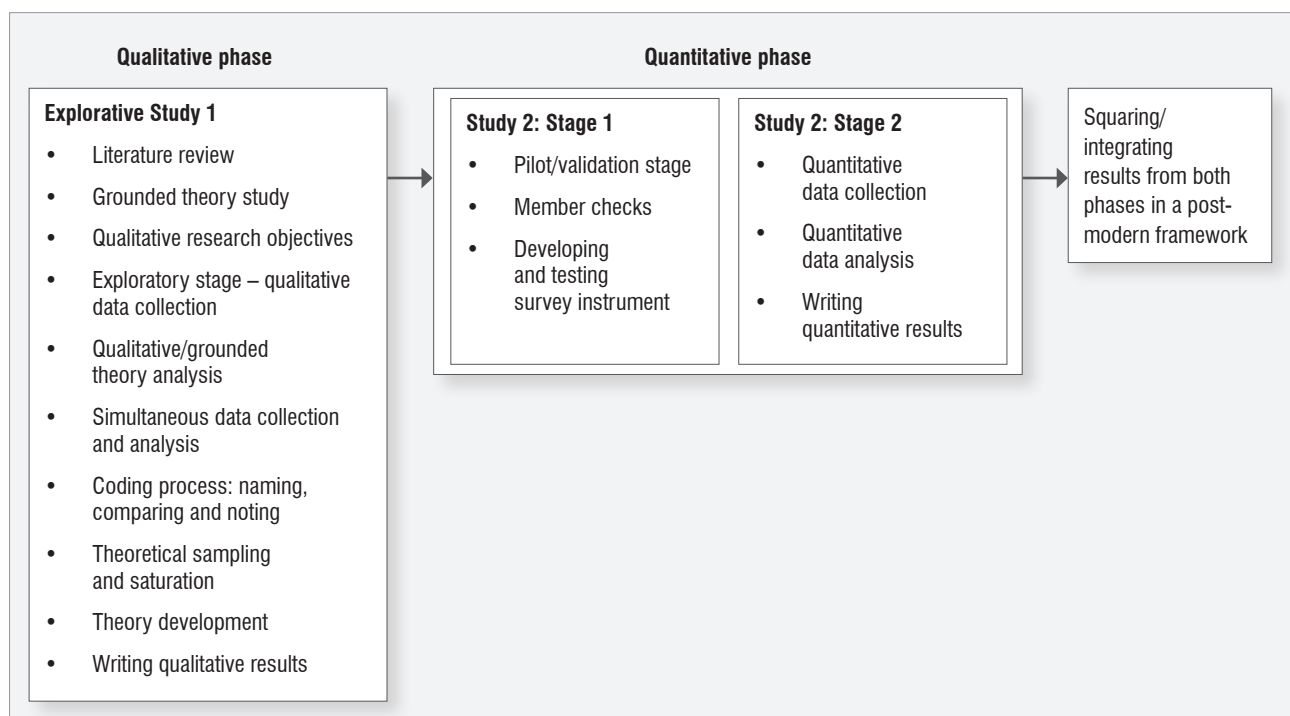 Qualitative phase
Explorative Study 1
• Literature review
• Grounded theory study
• Qualitative research objectives
• Exploratory stage – qualitative
data collection
• Qualitative/grounded
theory analysis
• Simultaneous data collection
and analysis
• Coding process: naming,
comparing and noting
• Theoretical sampling
and saturation
• Theory development
• Writing qualitative results
Quantitative phase
Study 2: Stage 1
• Pilot/validation stage
• Member checks
• Developing
and testing
survey instrument
Study 2: Stage 2
• Quantitative
data collection
• Quantitative
data analysis
• Writing
quantitative results
Squaring/
integrating
results from both
phases in a post-
modern framework